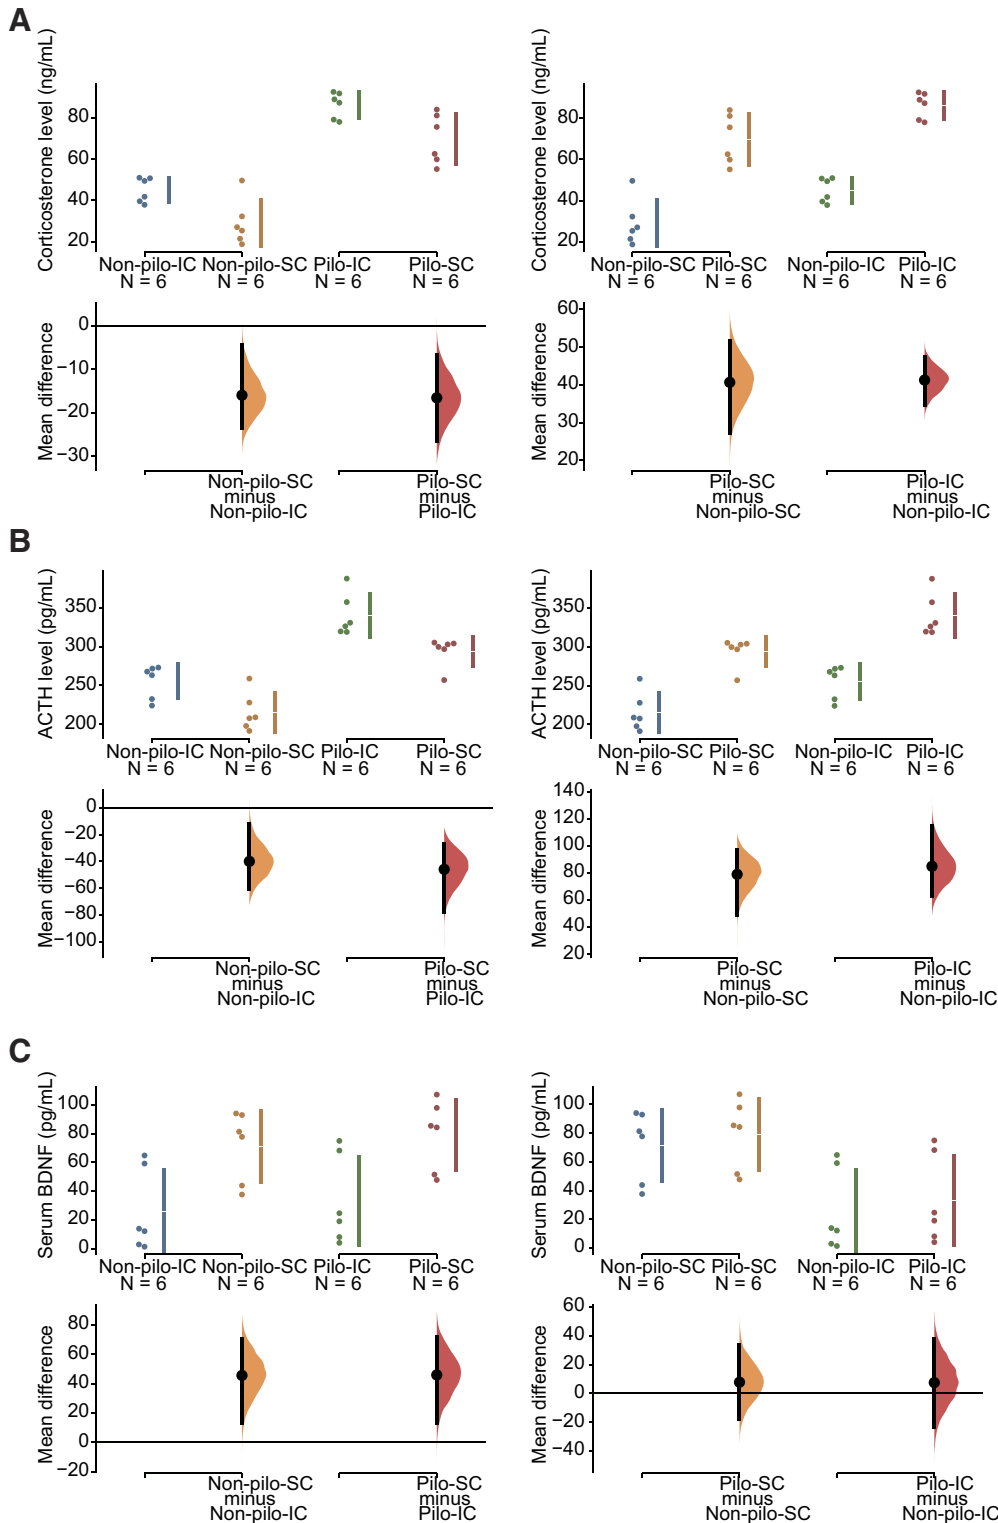 A
Corticosterone level (ng/mL)
80
60
40
20
Non-pilo-IC Non-pilo-SC Pilo-IC Pilo-SC
N = 6 N = 6 N = 6 N = 6
Mean difference
0
−10
−20
−30
Non-pilo-SC
minus
Non-pilo-IC
Pilo-SC
minus
Pilo-IC
Corticosterone level (ng/mL)
80
60
40
20
Non-pilo-SC Pilo-SC Non-pilo-IC Pilo-IC
N = 6 N = 6 N = 6 N = 6
Mean difference
60
50
40
30
20
Pilo-SC
minus
Non-pilo-SC
Pilo-IC
minus
Non-pilo-IC
B
ACTH level (pg/mL)
350
300
250
200
Non-pilo-IC Non-pilo-SC Pilo-IC Pilo-SC
N = 6 N = 6 N = 6 N = 6
Mean difference
0
−20
−40
−60
−80
−100
Non-pilo-SC
minus
Non-pilo-IC
Pilo-SC
minus
Pilo-IC
ACTH level (pg/mL)
350
300
250
200
Non-pilo-SC Pilo-SC Non-pilo-IC Pilo-IC
N = 6 N = 6 N = 6 N = 6
Mean difference
140
120
100
80
60
40
20
Pilo-SC
minus
Non-pilo-SC
Pilo-IC
minus
Non-pilo-IC
C
Serum BDNF (pg/mL)
100
80
60
40
20
0
Non-pilo-IC Non-pilo-SC Pilo-IC Pilo-SC
N = 6 N = 6 N = 6 N = 6
Mean difference
80
60
40
20
0
−20
Non-pilo-SC
minus
Non-pilo-IC
Pilo-SC
minus
Pilo-IC
Serum BDNF (pg/mL)
100
80
60
40
20
0
Non-pilo-SC Pilo-SC Non-pilo-IC Pilo-IC
N = 6 N = 6 N = 6 N = 6
Mean difference
60
40
20
0
−20
−40
Pilo-SC
minus
Non-pilo-SC
Pilo-IC
minus
Non-pilo-IC